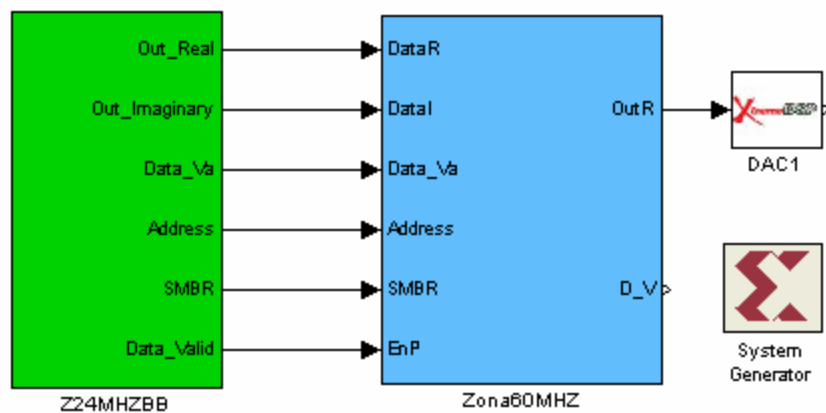 Out_Real
DataR
Out_Imaginary
DataI
OutR
XtremeDSP
DAC1
Data_Va
Data_Va
Address
Address
SMBR
SMBR
D_V
Data_Valid
EnP
System
Generator
Z24MHZBB
Zona60MHZ